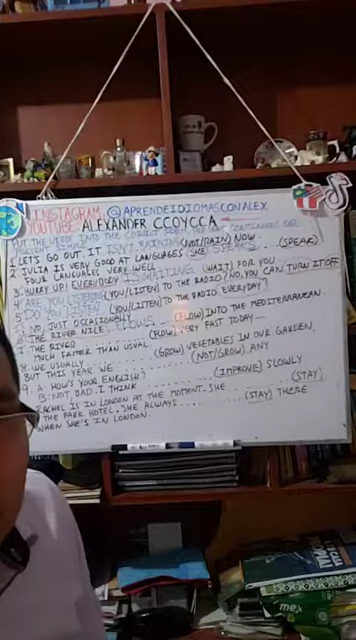 INSTAGRAM @APRENDEIDIOMASCONALEX
YOUTUBE ALEXANDER CCOYCCA
PUT THE VERB INTO THE CORRECT FORM, PRESENT CONTINUOUS OR
PRESENT SIMPLE
1 LET'S GO OUT. IT ISN'T RAINING (NOT/RAIN) NOW
2 JULIA IS VERY GOOD AT LANGUAGES (SHE SPEAKS (SPEAK)
FOUR LANGUAGES VERY WELL
3 HURRY UP! EVERYBODY IS WAITING (WAIT) FOR YOU
4 ARE YOU LISTENING (YOU/LISTEN) TO THE RADIO? NO, YOU CAN TURN IT OFF
5 DO YOU LISTEN (YOU/LISTEN) TO THE RADIO EVERYDAY?
NO, JUST OCCASIONALLY
6 THE RIVER NILE FLOWS (FLOW) INTO THE MEDITERRANEAN
7 THE RIVER (FLOW) VERY FAST TODAY
MUCH FASTER THAN USUAL
8 WE USUALLY (GROW) VEGETABLES IN OUR GARDEN,
BUT THIS YEAR WE (NOT/GROW) ANY
A: HOW'S YOUR ENGLISH?
B: NOT BAD. I THINK (IMPROVE) SLOWLY
RACHEL IS IN LONDON AT THE MOMENT. SHE (STAY)
THE PARK HOTEL. SHE ALWAYS (STAY) THERE
WHEN SHE'S IN LONDON.